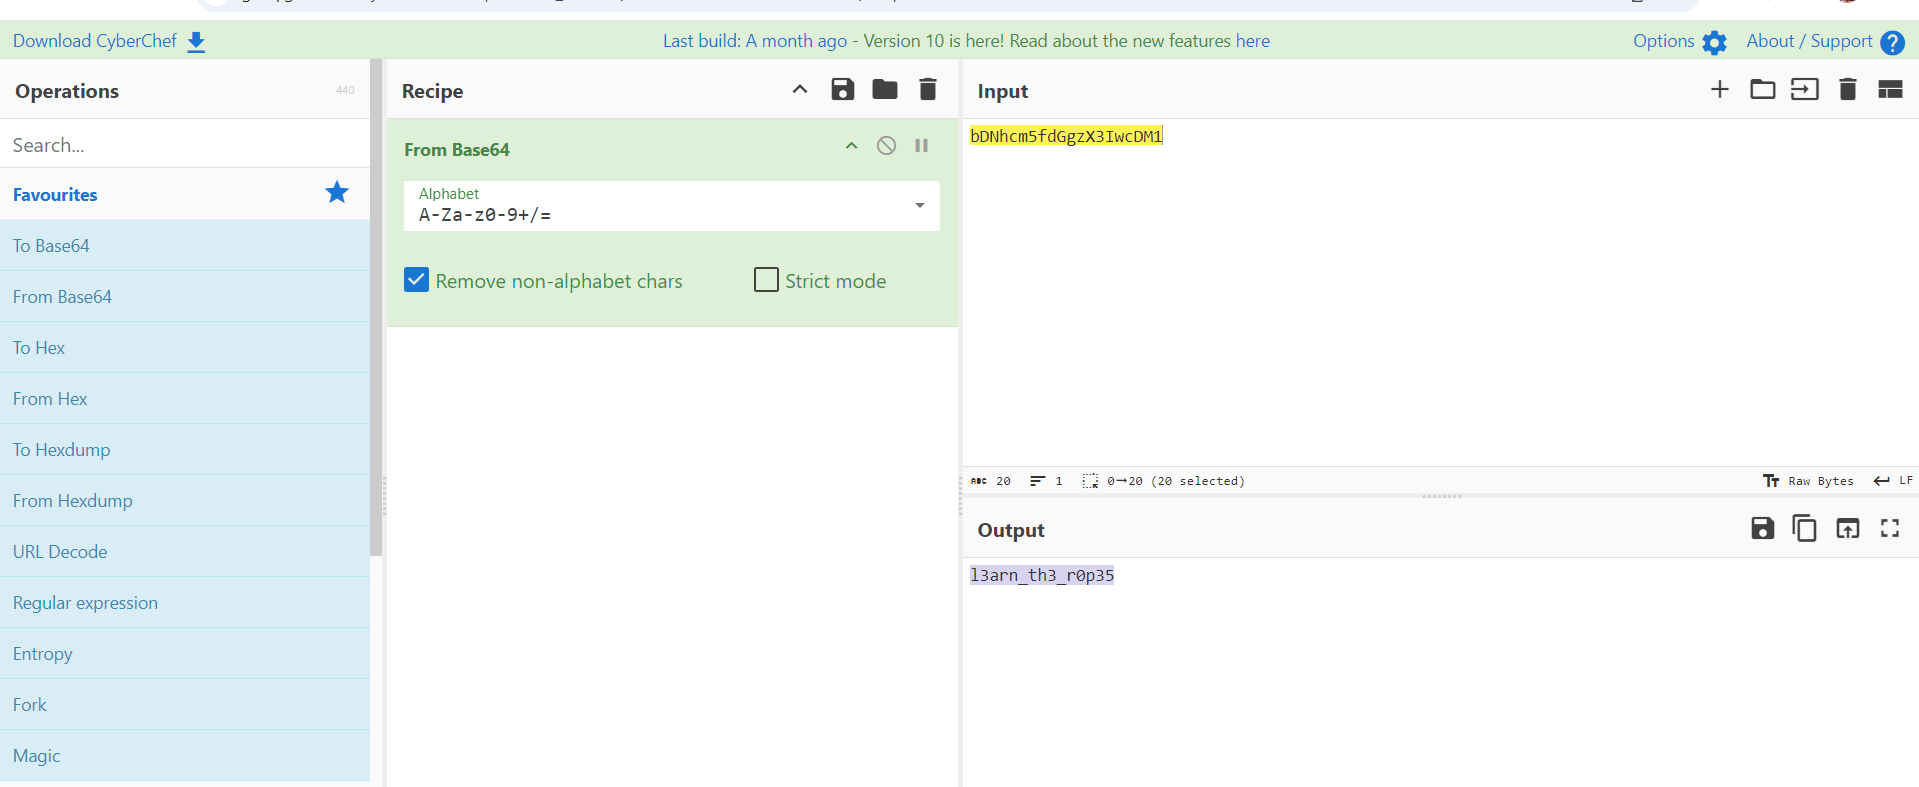 Download CyberChef
Last build: A month ago - Version 10 is here! Read about the new features here
Options
About / Support
Operations
440
Search...
Favourites
To Base64
From Base64
To Hex
From Hex
To Hexdump
From Hexdump
URL Decode
Regular expression
Entropy
Fork
Magic
Recipe
From Base64
Alphabet
A-Za-z0-9+/=
Remove non-alphabet chars
Strict mode
Input
bDNhcm5fdGgzX3IwcDM1
ABC 20
1
0→20 (20 selected)
Tт Raw Bytes
LF
Output
l3arn_th3_r0p35